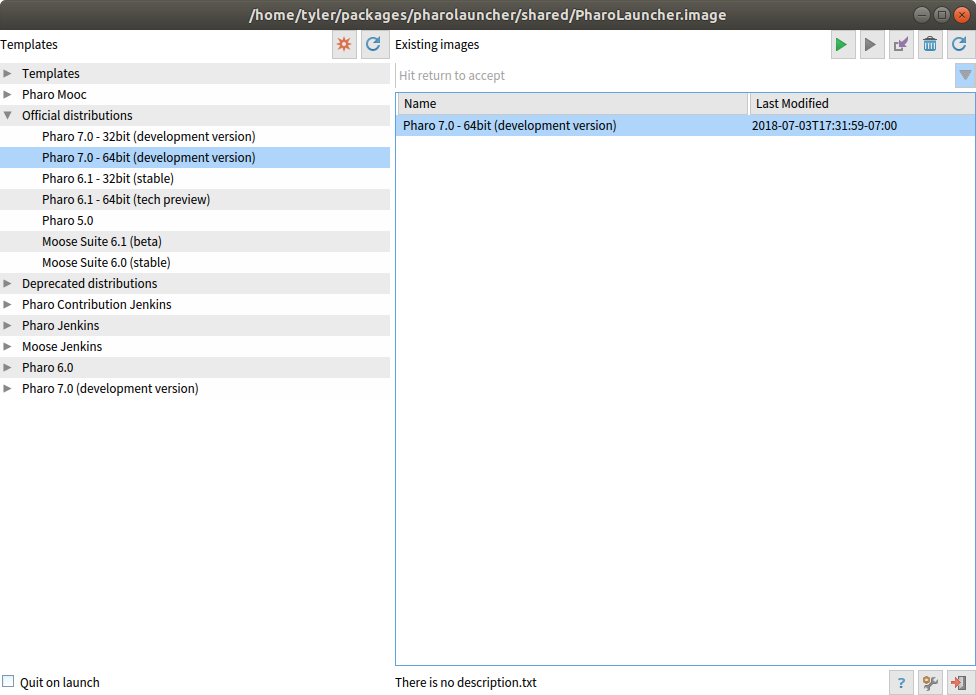 /home/tyler/packages/pharolauncher/shared/PharoLauncher.image
Templates
Existing images
Templates
Pharo Mooc
Official distributions
Pharo 7.0 - 32bit (development version)
Pharo 7.0 - 64bit (development version)
Pharo 6.1 - 32bit (stable)
Pharo 6.1 - 64bit (tech preview)
Pharo 5.0
Moose Suite 6.1 (beta)
Moose Suite 6.0 (stable)
Deprecated distributions
Pharo Contribution Jenkins
Pharo Jenkins
Moose Jenkins
Pharo 6.0
Pharo 7.0 (development version)
Hit return to accept
Name Last Modified
Pharo 7.0 - 64bit (development version) 2018-07-03T17:31:59-07:00
Quit on launch
There is no description.txt
?